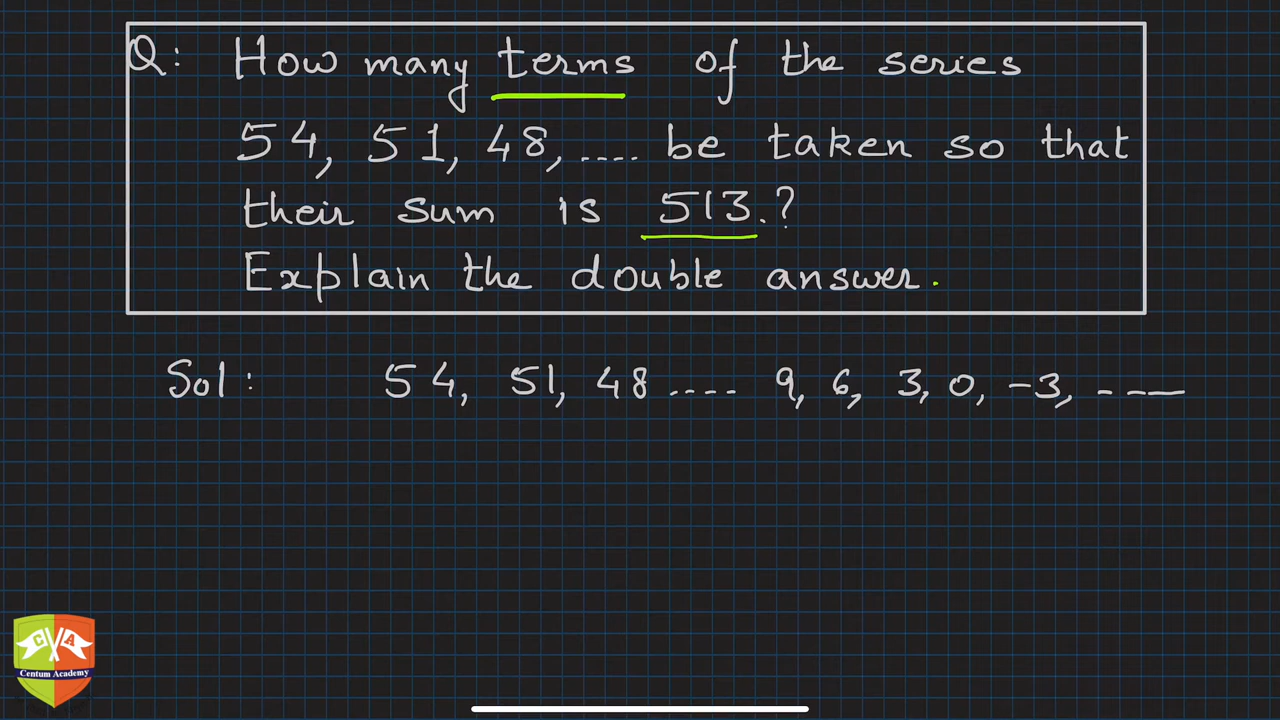 Q: How many terms of the series
54, 51, 48, .... be taken so that
their sum is 513.?
Explain the double answer.
Sol: 54, 51, 48 .... 9, 6, 3, 0, -3, ----
C A
Centum Academy